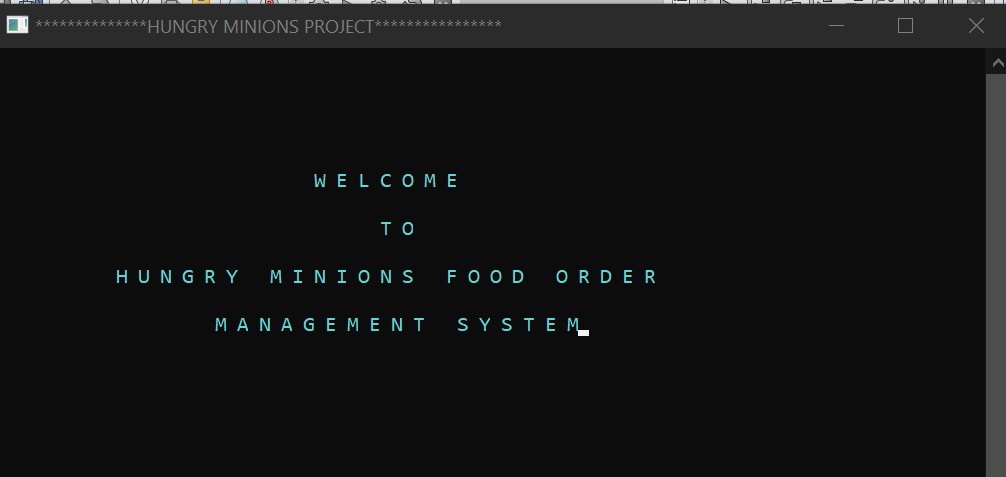 **************HUNGRY MINIONS PROJECT****************
W E L C O M E
T O
H U N G R Y   M I N I O N S   F O O D   O R D E R
M A N A G E M E N T   S Y S T E M